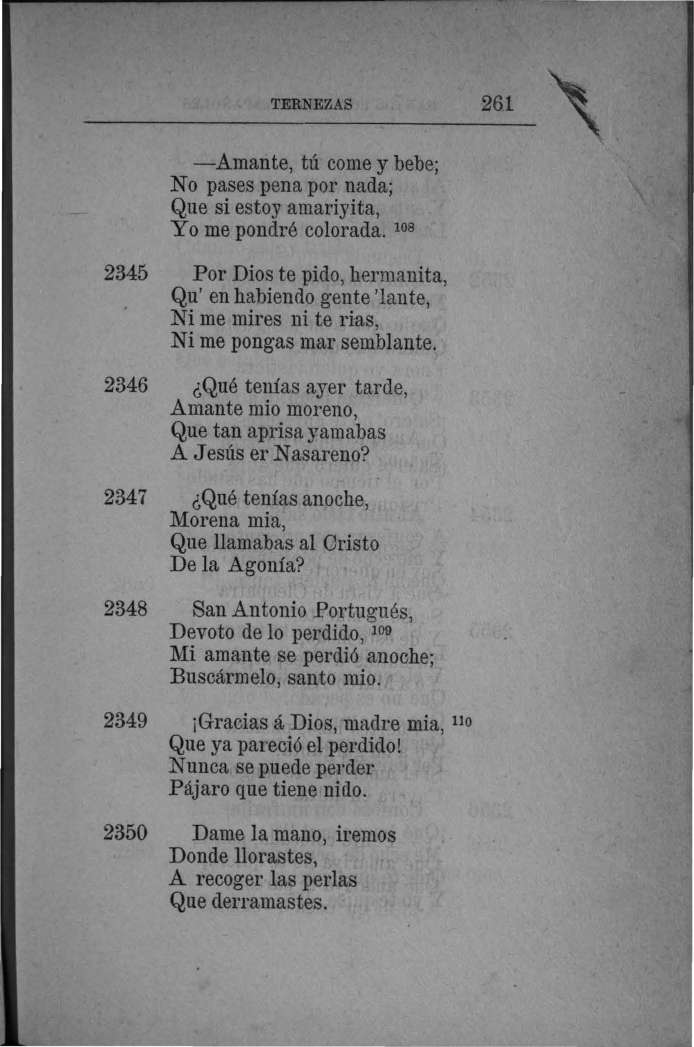 TERNEZAS 261
—Amante, tú come y bebe;
No pases pena por nada;
Que si estoy amariyita,
Yo me pondré colorada. 108
2345 Por Dios te pido, hermanita,
Qu' en habiendo gente 'lante,
Ni me mires ni te rias,
Ni me pongas mar semblante.
2346 ¿Qué tenías ayer tarde,
Amante mio moreno,
Que tan aprisa yamabas
A Jesús er Nasareno?
2347 ¿Qué tenías anoche,
Morena mia,
Que llamabas al Cristo
De la Agonía?
2348 San Antonio Portugués,
Devoto de lo perdido, 109
Mi amante se perdió anoche;
Buscármelo, santo mio.
2349 ¡Gracias á Dios, madre mia, 110
Que ya pareció el perdido!
Nunca se puede perder
Pájaro que tiene nido.
2350 Dame la mano, iremos
Donde llorastes,
A recoger las perlas
Que derramastes.